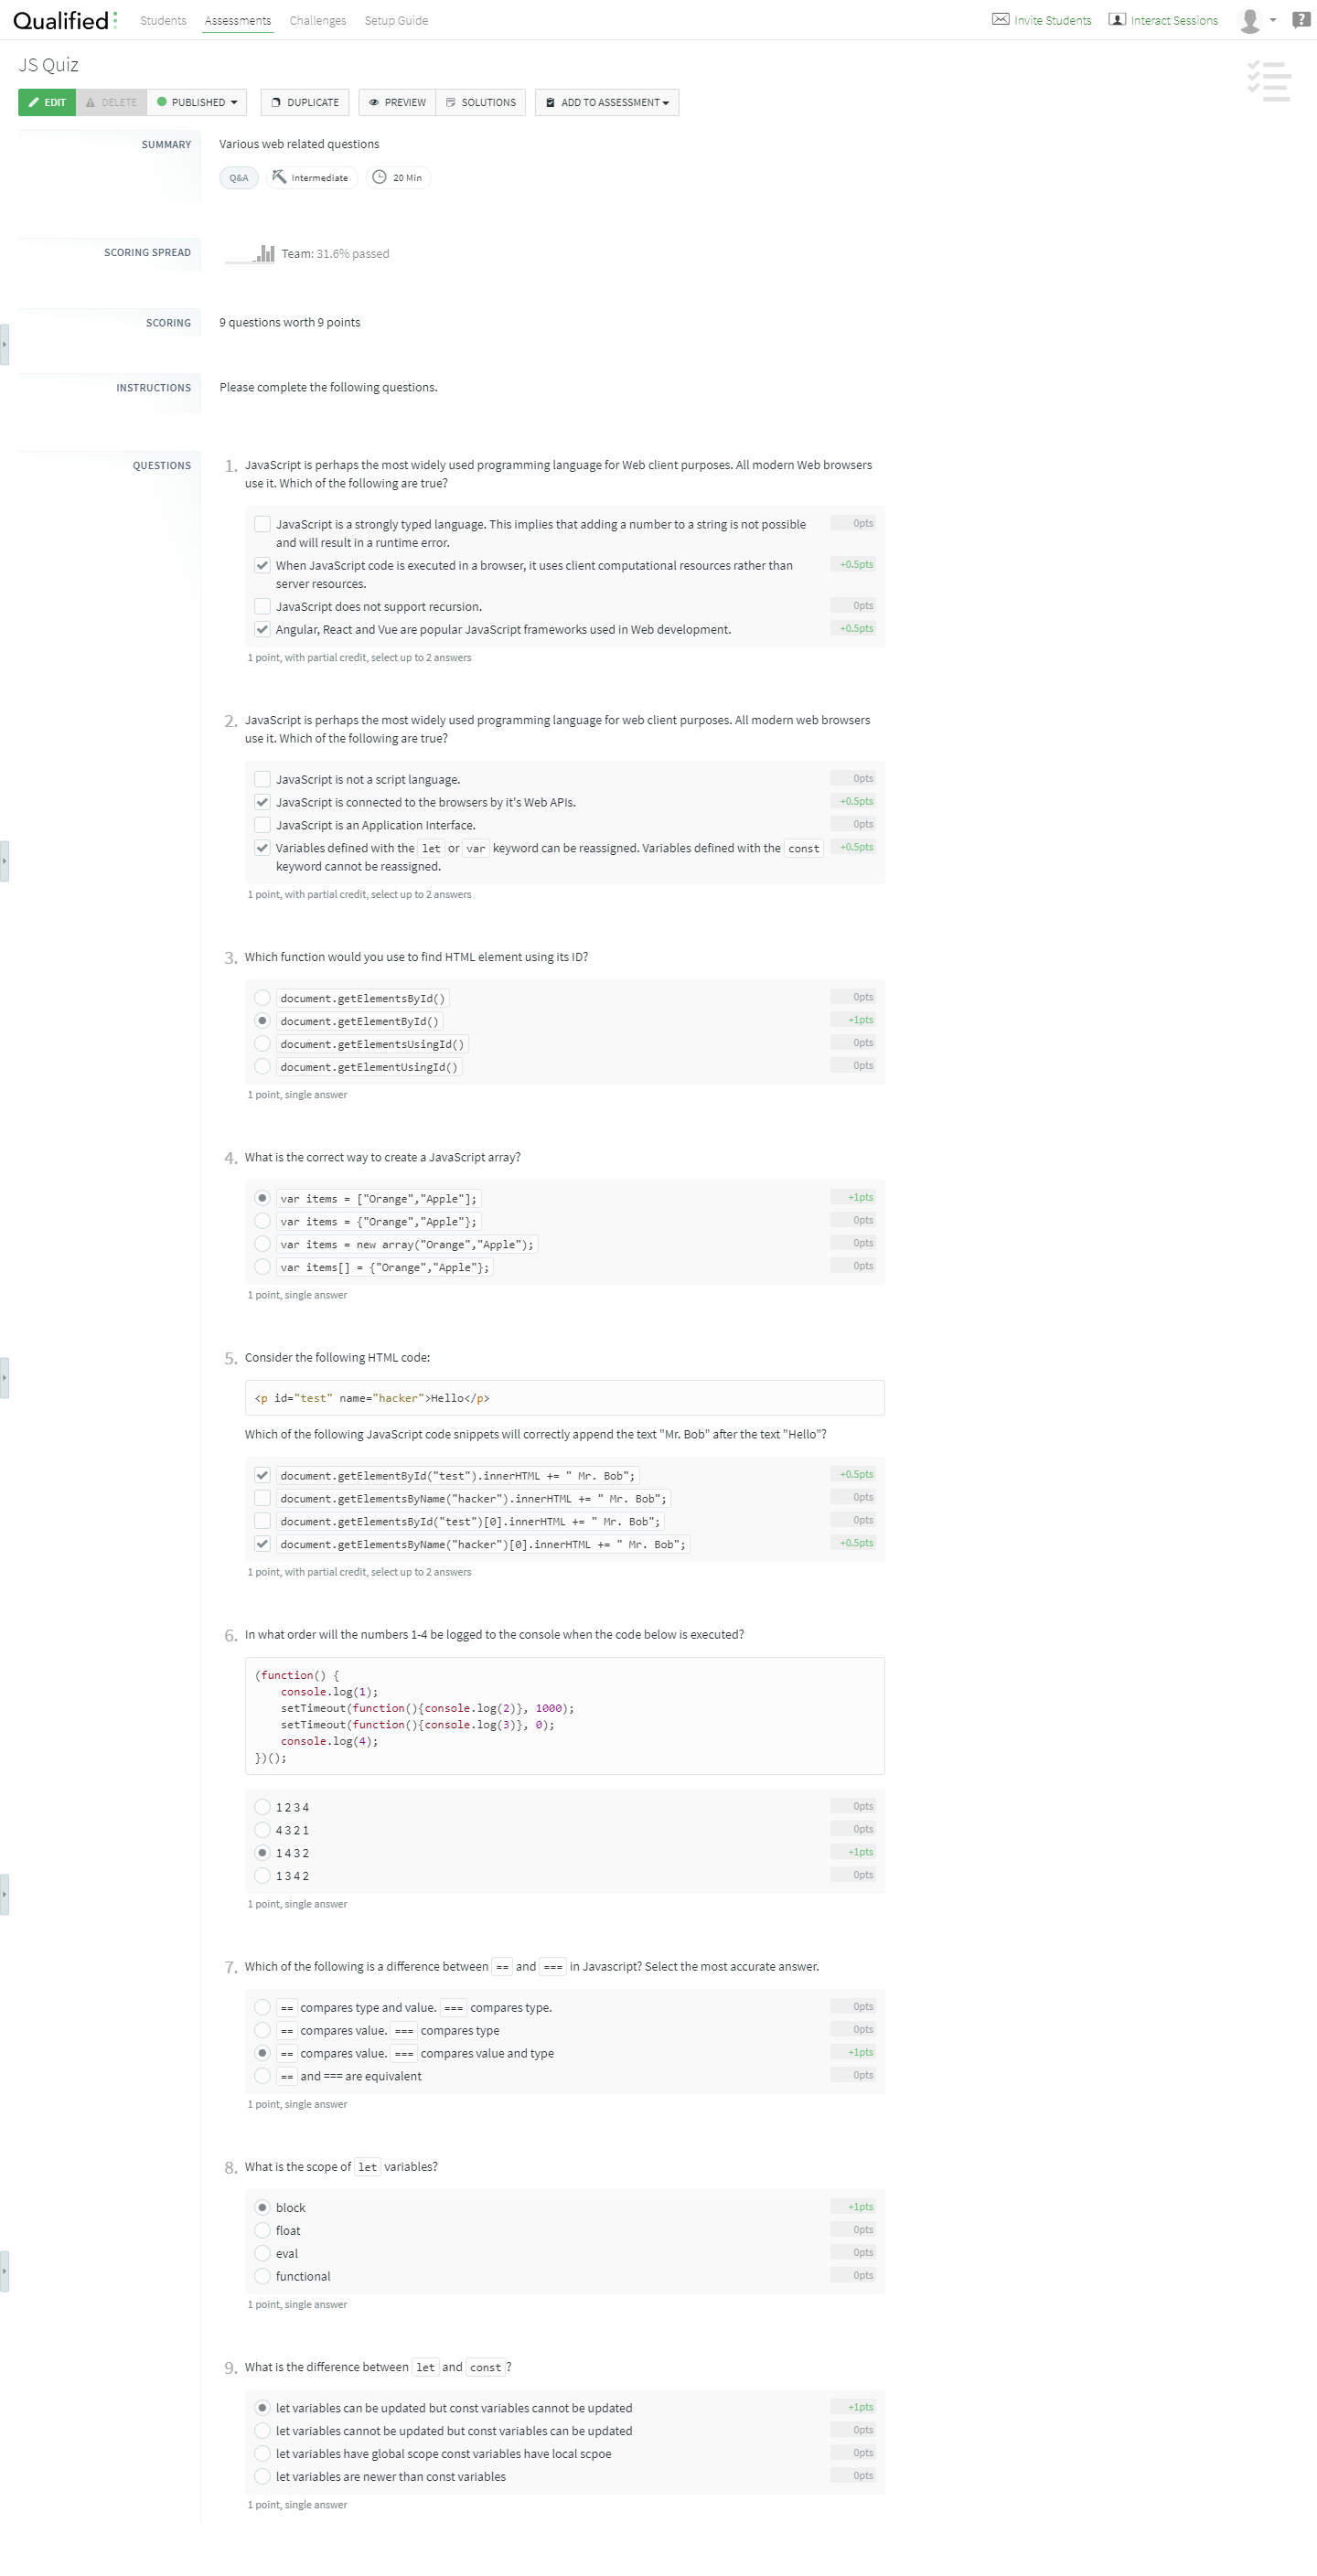 Qualified
Students Assessments Challenges Setup Guide
Invite Students Interact Sessions
JS Quiz
EDIT DELETE PUBLISHED DUPLICATE PREVIEW SOLUTIONS ADD TO ASSESSMENT
SUMMARY
Various web related questions
Q&A Intermediate 20 Min
SCORING SPREAD
Team: 31.6% passed
SCORING
9 questions worth 9 points
INSTRUCTIONS
Please complete the following questions.
QUESTIONS
1. JavaScript is perhaps the most widely used programming language for Web client purposes. All modern Web browsers
use it. Which of the following are true?
JavaScript is a strongly typed language. This implies that adding a number to a string is not possible 0pts
and will result in a runtime error.
When JavaScript code is executed in a browser, it uses client computational resources rather than +0.5pts
server resources.
JavaScript does not support recursion. 0pts
Angular, React and Vue are popular JavaScript frameworks used in Web development. +0.5pts
1 point, with partial credit, select up to 2 answers
2. JavaScript is perhaps the most widely used programming language for web client purposes. All modern web browsers
use it. Which of the following are true?
JavaScript is not a script language. 0pts
JavaScript is connected to the browsers by it's Web APIs. +0.5pts
JavaScript is an Application Interface. 0pts
Variables defined with the let or var keyword can be reassigned. Variables defined with the const +0.5pts
keyword cannot be reassigned.
1 point, with partial credit, select up to 2 answers
3. Which function would you use to find HTML element using its ID?
document.getElementsById() 0pts
document.getElementById() +1pts
document.getElementsUsingId() 0pts
document.getElementUsingId() 0pts
1 point, single answer
4. What is the correct way to create a JavaScript array?
var items = ["Orange","Apple"]; +1pts
var items = {"Orange","Apple"}; 0pts
var items = new array("Orange","Apple"); 0pts
var items[] = {"Orange","Apple"}; 0pts
1 point, single answer
5. Consider the following HTML code:
<p id="test" name="hacker">Hello</p>
Which of the following JavaScript code snippets will correctly append the text "Mr. Bob" after the text "Hello"?
document.getElementById("test").innerHTML += " Mr. Bob"; +0.5pts
document.getElementsByName("hacker").innerHTML += " Mr. Bob"; 0pts
document.getElementsById("test")[0].innerHTML += " Mr. Bob"; 0pts
document.getElementsByName("hacker")[0].innerHTML += " Mr. Bob"; +0.5pts
1 point, with partial credit, select up to 2 answers
6. In what order will the numbers 1-4 be logged to the console when the code below is executed?
(function() {
console.log(1);
setTimeout(function(){console.log(2)}, 1000);
setTimeout(function(){console.log(3)}, 0);
console.log(4);
})();
1 2 3 4 0pts
4 3 2 1 0pts
1 4 3 2 +1pts
1 3 4 2 0pts
1 point, single answer
7. Which of the following is a difference between == and === in Javascript? Select the most accurate answer.
== compares type and value. === compares type. 0pts
== compares value. === compares type 0pts
== compares value. === compares value and type +1pts
== and === are equivalent 0pts
1 point, single answer
8. What is the scope of let variables?
block +1pts
float 0pts
eval 0pts
functional 0pts
1 point, single answer
9. What is the difference between let and const ?
let variables can be updated but const variables cannot be updated +1pts
let variables cannot be updated but const variables can be updated 0pts
let variables have global scope const variables have local scpoe 0pts
let variables are newer than const variables 0pts
1 point, single answer